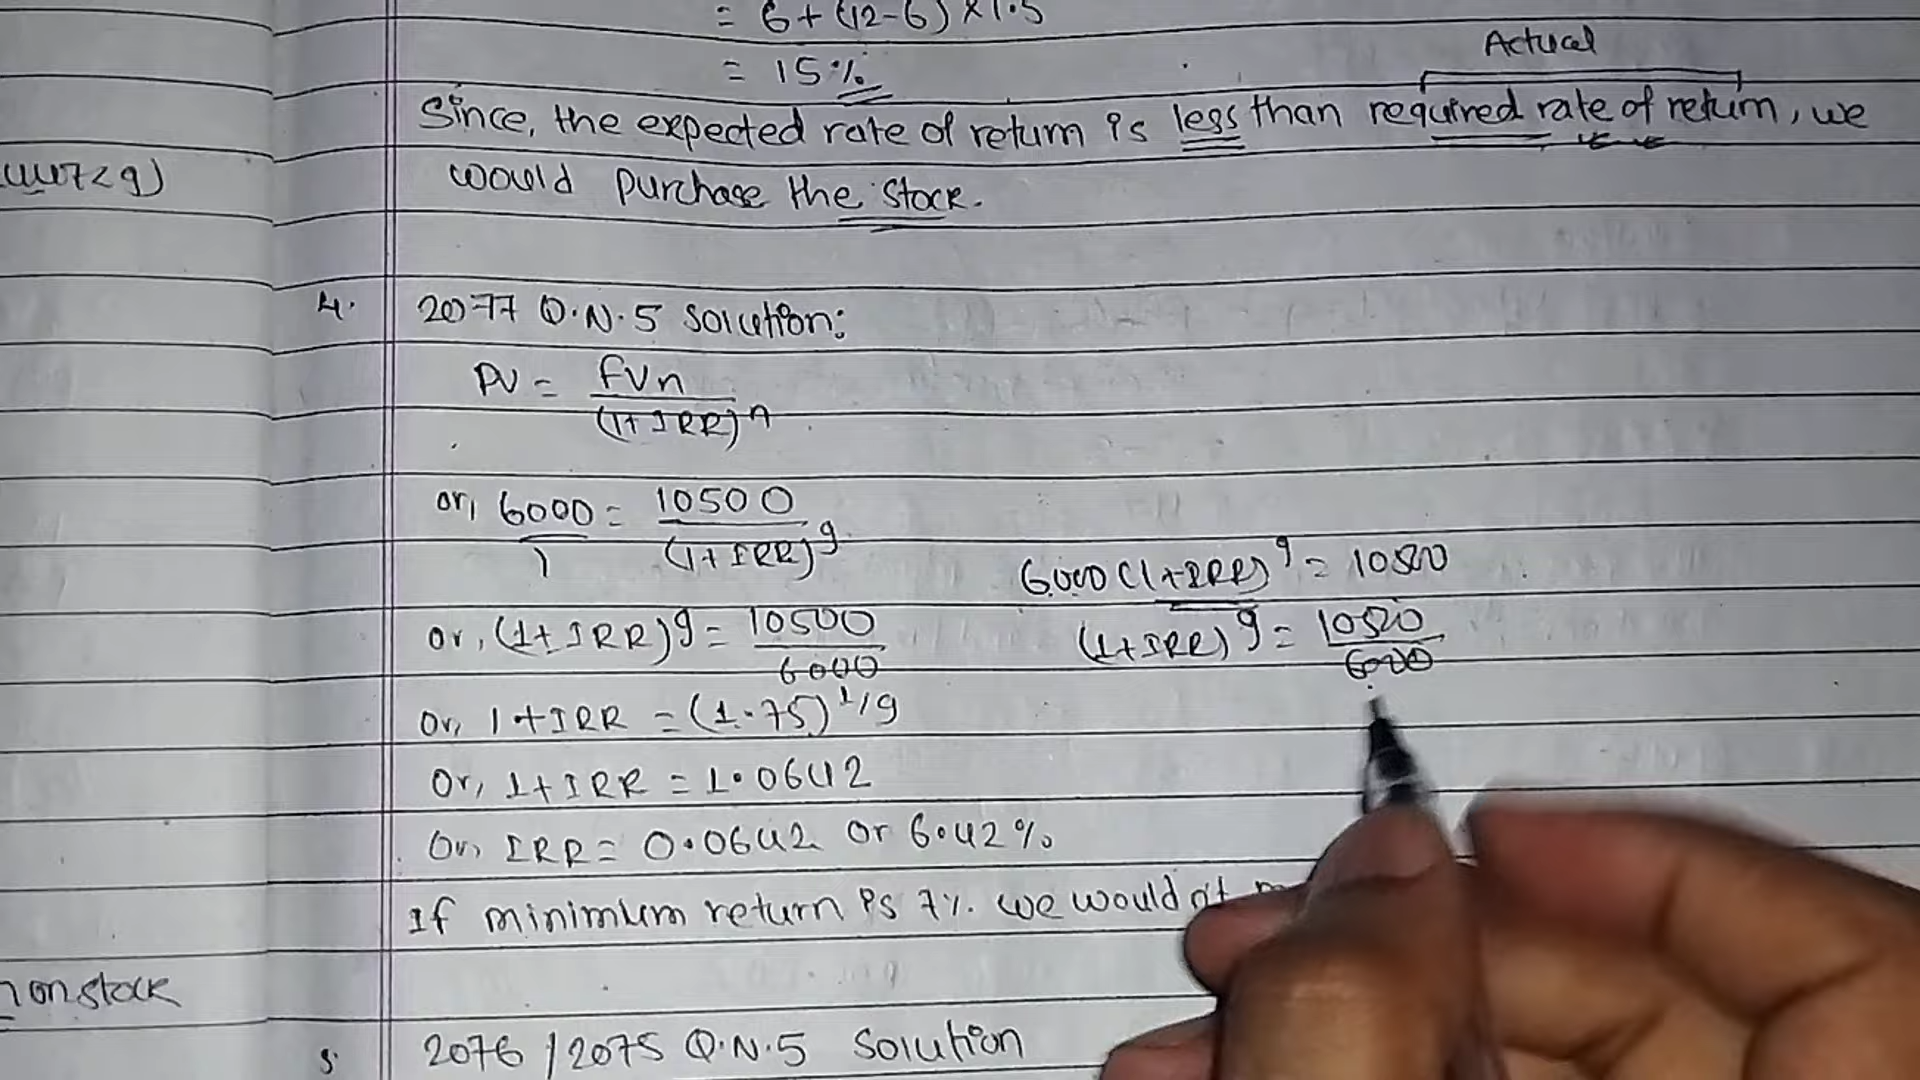 = 6 + (12-6) × 1.5
Actucal
= 15%
Since, the expected rate of return is less than required rate of return, we
would purchase the stock.
4. 2077 Q.N.5 Solution:
PV = FVn
(1+IRR)^n
or, 6000 = 10500
1 (1+IRR)^9
6000(1+IRR)^9 = 10500
or, (1+IRR)^9 = 10500
6000
(1+IRR)^9 = 10500
6000
Or, 1+IRR = (1.75)^1/9
Or, 1+IRR = 1.0642
Or, IRR = 0.0642 or 6.42%
If minimum return is 7%. we would
on stock
5. 2076 / 2075 Q.N.5 Solution